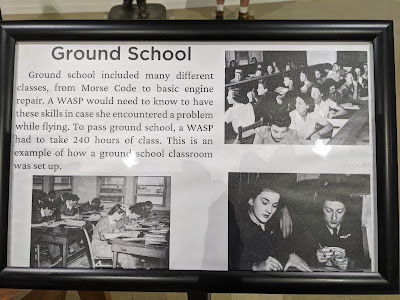 Ground School
Ground school included many different
classes, from Morse Code to basic engine
repair. A WASP would need to know to have
these skills in case she encountered a problem
while flying. To pass ground school, a WASP
had to take 240 hours of class. This is an
example of how a ground school classroom
was set up.